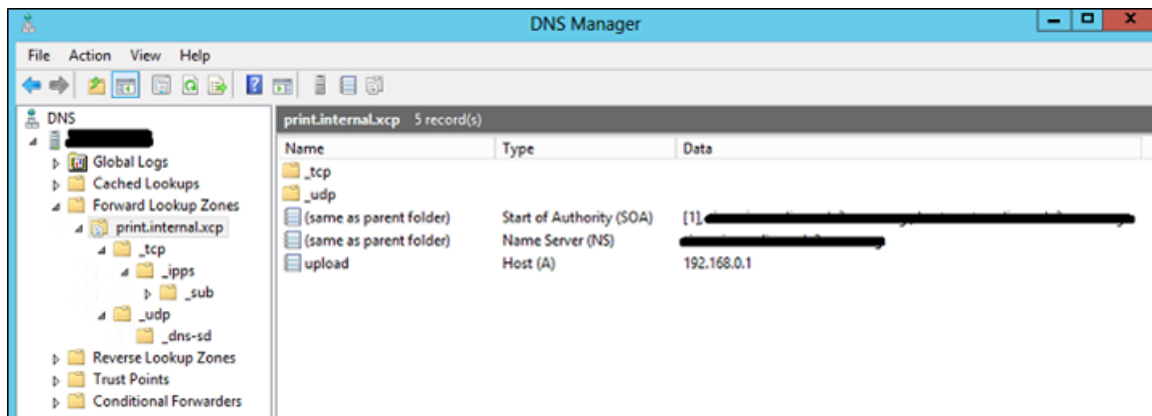 DNS Manager
File Action View Help
DNS
Global Logs
Cached Lookups
Forward Lookup Zones
print.internal.xcp
_tcp
_ipps
_sub
_udp
_dns-sd
Reverse Lookup Zones
Trust Points
Conditional Forwarders
print.internal.xcp 5 record(s)
Name Type Data
_tcp
_udp
(same as parent folder) Start of Authority (SOA) [1],
(same as parent folder) Name Server (NS)
upload Host (A) 192.168.0.1